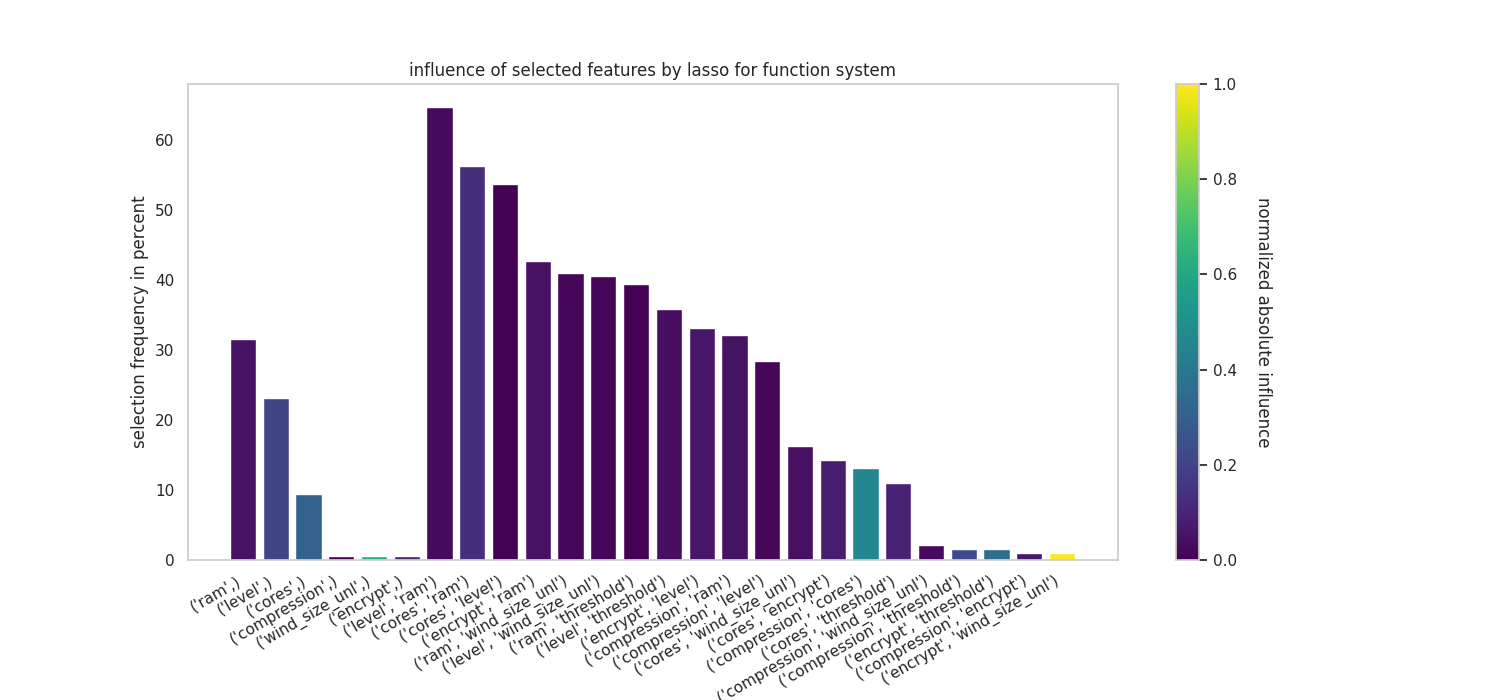 influence of selected features by lasso for function system
selection frequency in percent
60
50
40
30
20
10
0
('ram',)
('level',)
('cores',)
('compression',)
('wind_size_unl',)
('encrypt',)
('level', 'ram')
('cores', 'ram')
('cores', 'level')
('encrypt', 'ram')
('ram', 'wind_size_unl')
('level', 'wind_size_unl')
('ram', 'threshold')
('level', 'threshold')
('encrypt', 'level')
('compression', 'ram')
('compression', 'level')
('cores', 'wind_size_unl')
('cores', 'encrypt')
('compression', 'cores')
('cores', 'threshold')
('compression', 'wind_size_unl')
('compression', 'threshold')
('encrypt', 'threshold')
('compression', 'encrypt')
('encrypt', 'wind_size_unl')
1.0
0.8
0.6
0.4
0.2
0.0
normalized absolute influence